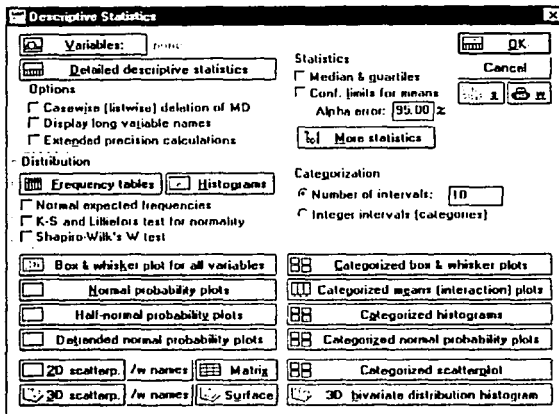 Descriptive Statistics
Variables: none
Detailed descriptive statistics
Options
Casewise (listwise) deletion of MD
Display long variable names
Extended precision calculations
Distribution
Frequency tables
Histograms
Normal expected frequencies
K-S and Lilliefors test for normality
Shapiro-Wilk's W test
Statistics
Median & quartiles
Conf. limits for means
Alpha error: 95.00 %
More statistics
OK
Cancel
Categorization
Number of intervals: 10
Integer intervals (categories)
Box & whisker plot for all variables
Normal probability plots
Half-normal probability plots
Detrended normal probability plots
2D scatterp. /w names Matrix
3D scatterp. /w names Surface
Categorized box & whisker plots
Categorized means (interaction) plots
Categorized histograms
Categorized normal probability plots
Categorized scatterplot
3D bivariate distribution histogram